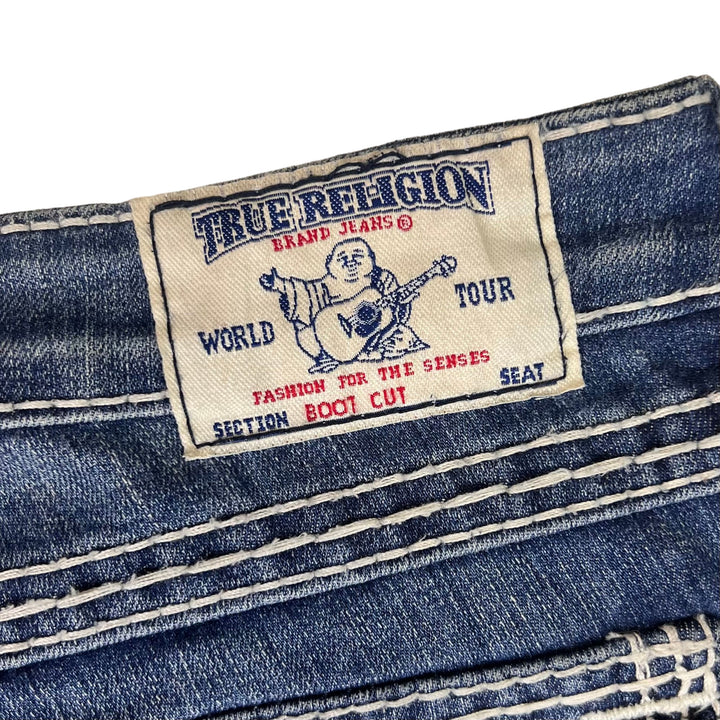 TRUE RELIGION
BRAND JEANS®
WORLD TOUR
FASHION FOR THE SENSES
SECTION BOOT CUT SEAT